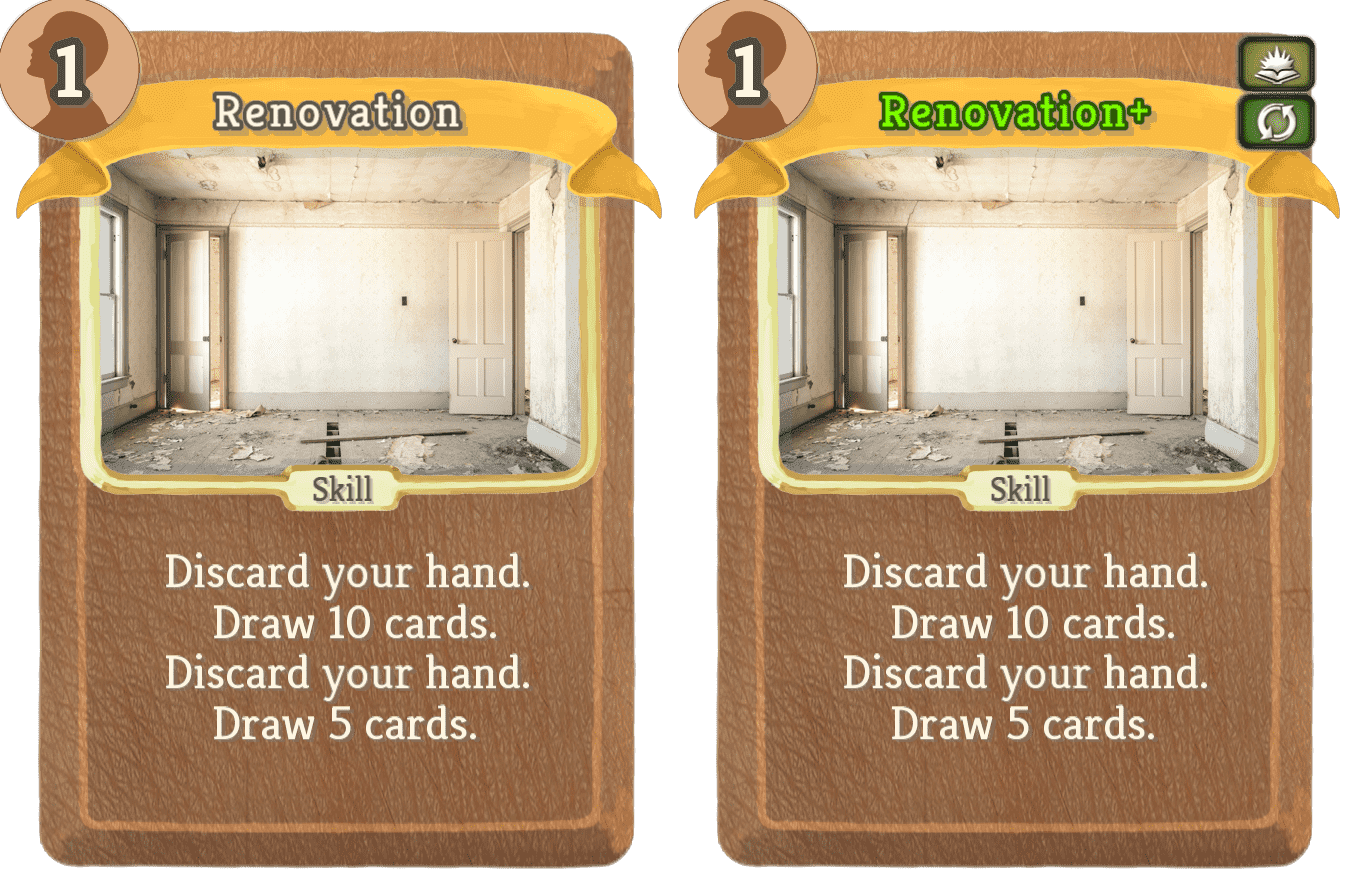 1
Renovation
Skill
Discard your hand.
Draw 10 cards.
Discard your hand.
Draw 5 cards.
1
Renovation+
Skill
Discard your hand.
Draw 10 cards.
Discard your hand.
Draw 5 cards.